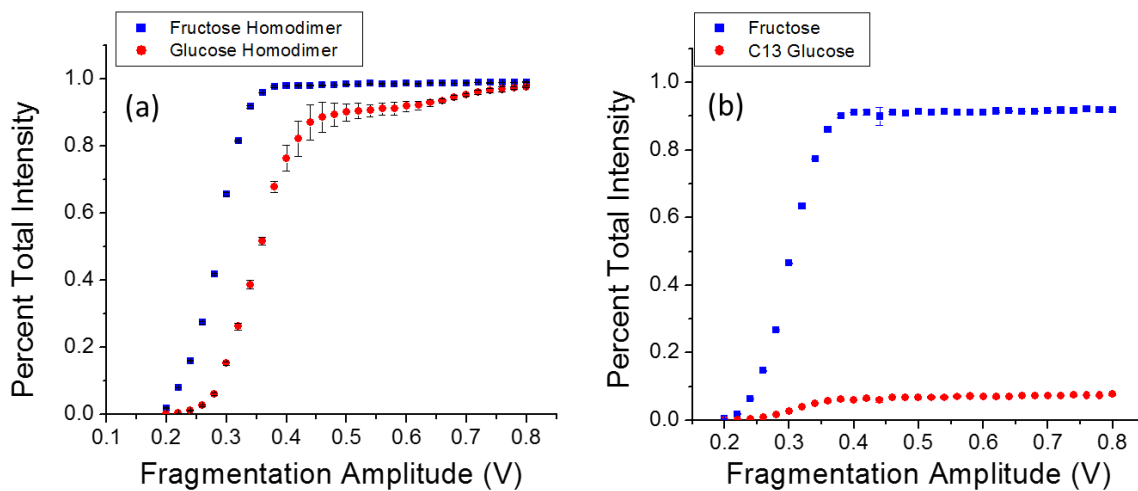 Fructose Homodimer
Glucose Homodimer
(a)
Percent Total Intensity
1.0
0.8
0.6
0.4
0.2
0.0
0.1 0.2 0.3 0.4 0.5 0.6 0.7 0.8
Fragmentation Amplitude (V)
Fructose
C13 Glucose
(b)
Percent Total Intensity
1.0
0.8
0.6
0.4
0.2
0.0
0.2 0.3 0.4 0.5 0.6 0.7 0.8
Fragmentation Amplitude (V)